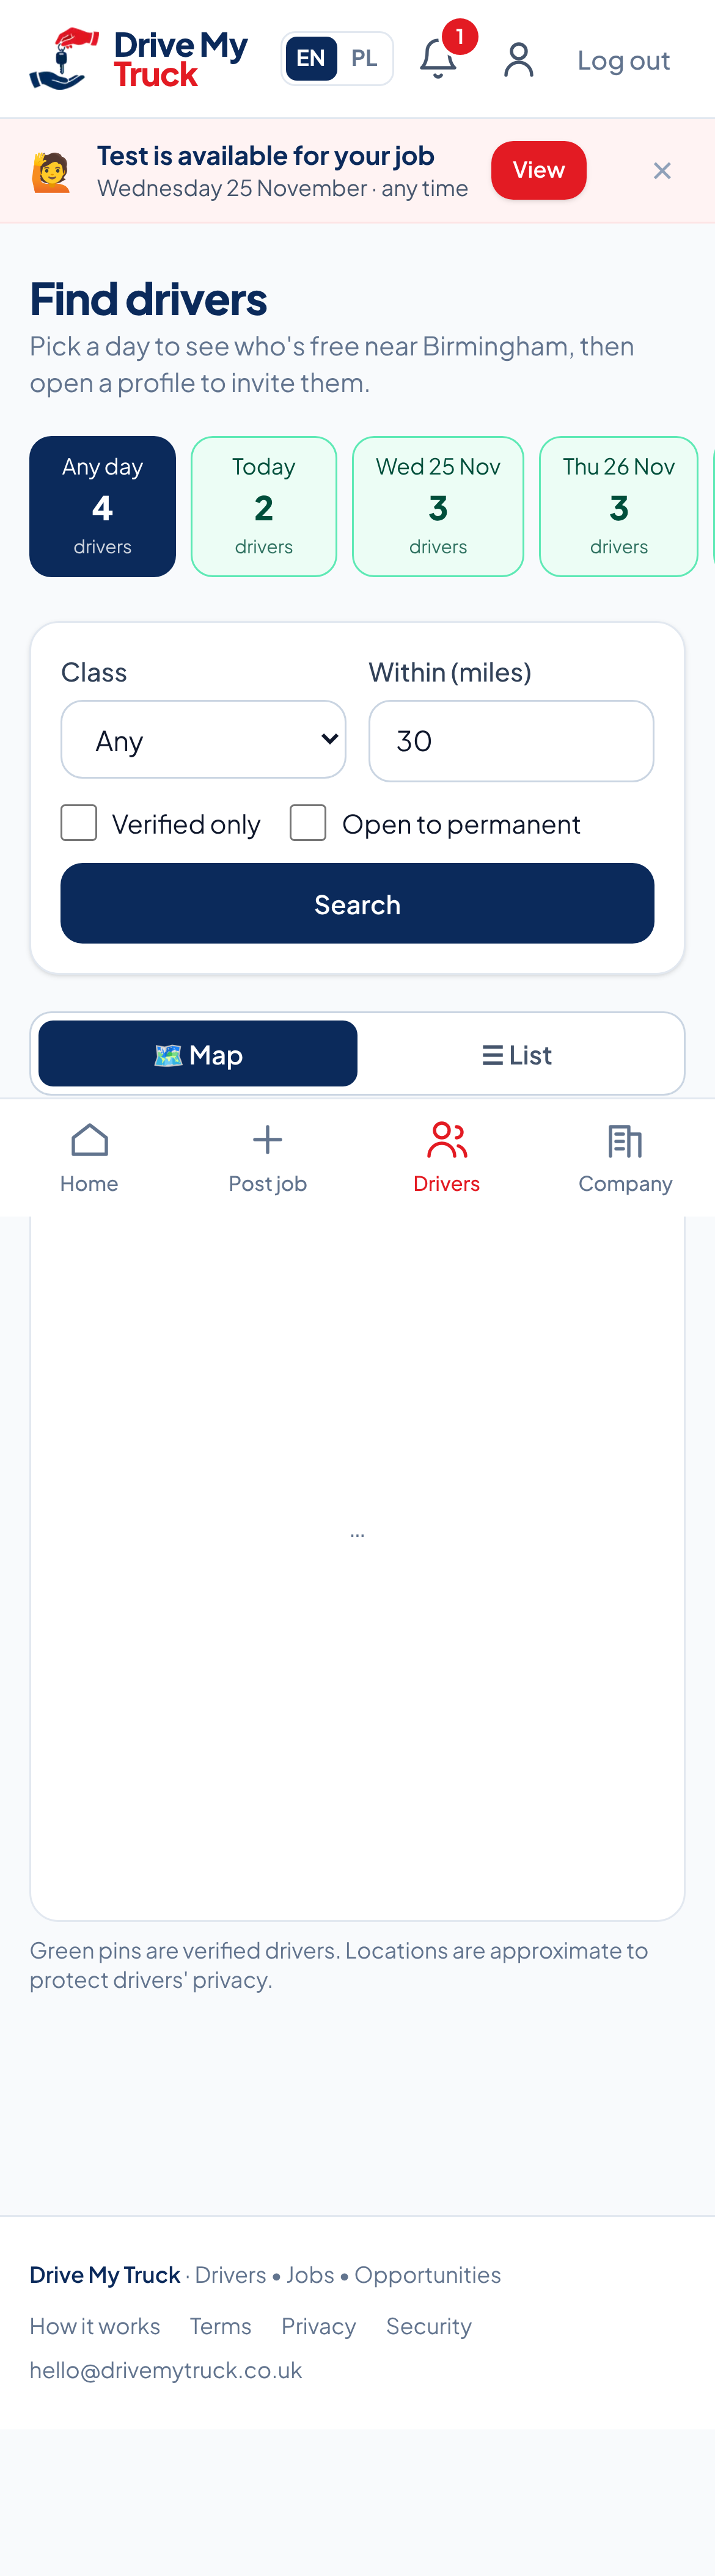 Drive My
Truck
EN PL
1
Log out
Test is available for your job
Wednesday 25 November · any time
View
Find drivers
Pick a day to see who's free near Birmingham, then
open a profile to invite them.
Any day
4
drivers
Today
2
drivers
Wed 25 Nov
3
drivers
Thu 26 Nov
3
drivers
Class
Within (miles)
Any
30
Verified only
Open to permanent
Search
Map
List
Home
Post job
Drivers
Company
...
Green pins are verified drivers. Locations are approximate to
protect drivers' privacy.
Drive My Truck · Drivers • Jobs • Opportunities
How it works Terms Privacy Security
hello@drivemytruck.co.uk